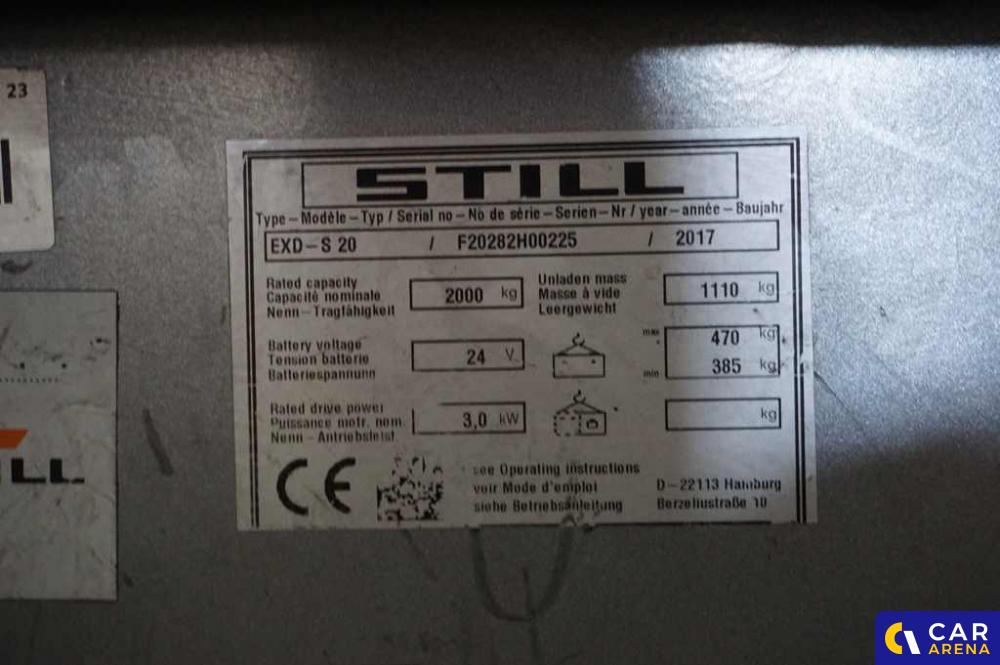 23
STILL
Type – Modèle – Typ / Serial no – No de série – Serien – Nr / year – année – Baujahr
EXD – S 20 / F20282H00225 / 2017
Rated capacity
Capacité nominale
Nenn – Tragfähigkeit
2000 kg
Unladen mass
Masse à vide
Leergewicht
1110 kg
Battery voltage
Tension batterie
Batteriespannunn
24 V
max 470 kg
min 385 kg
Rated drive power
Puissance motr. nom.
Nenn – Antriebsleist
3,0 kW
kg
CE
see Operating instructions
voir Mode d'emploi
siehe Betriebsanleitung
D – 22113 Hamburg
Berzeliusstraße 10
ILL
CAR
ARENA